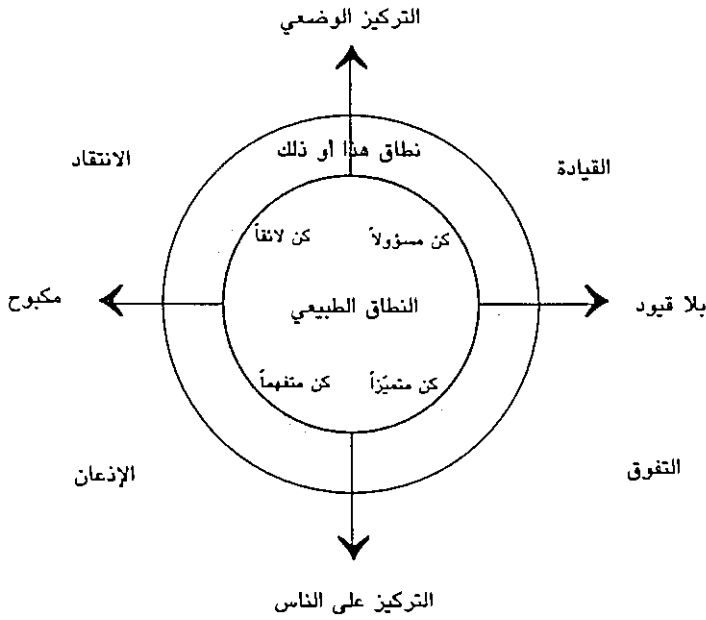 التركيز الوضعي
نطاق هذا أو ذلك
القيادة
الانتقاد
كن مسؤولاً
كن لائقاً
بلا قيود
النطاق الطبيعي
مكبوح
كن متميّزاً
كن متفهماً
التفوق
الإذعان
التركيز على الناس